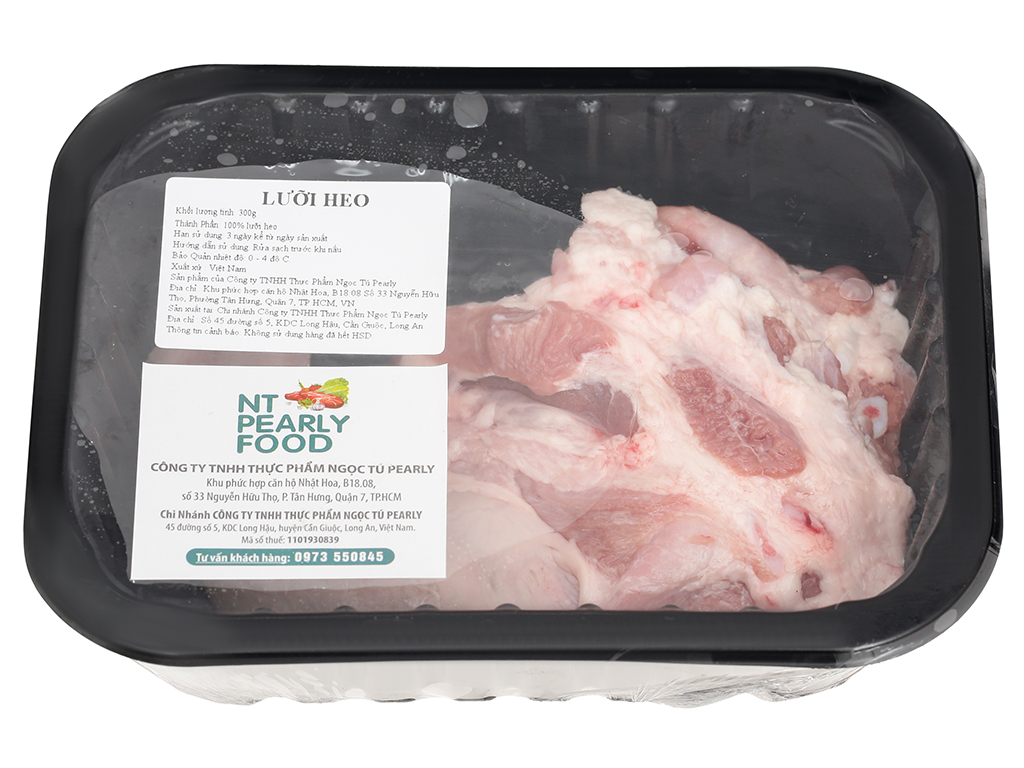 LƯỠI HEO
Khối lượng tịnh: 300g
Thành Phần: 100% lưỡi heo
Hạn sử dụng: 3 ngày kể từ ngày sản xuất
Hướng dẫn sử dụng: Rửa sạch trước khi nấu
Bảo Quản nhiệt độ: 0 - 4 độ C
Xuất xứ: Việt Nam
Sản phẩm của Công ty TNHH Thực Phẩm Ngọc Tú Pearly
Địa chỉ: Khu phức hợp căn hộ Nhật Hoa, B18.08 Số 33 Nguyễn Hữu
Thọ, Phường Tân Hưng, Quận 7, TP HCM, VN
Sản xuất tại: Chi nhánh Công ty TNHH Thực Phẩm Ngọc Tú Pearly
Địa chỉ: Số 45 đường số 5, KDC Long Hậu, Cần Giuộc, Long An
Thông tin cảnh báo: Không sử dụng hàng đã hết HSD
NT
PEARLY
FOOD
CÔNG TY TNHH THỰC PHẨM NGỌC TÚ PEARLY
Khu phức hợp căn hộ Nhật Hoa, B18.08,
số 33 Nguyễn Hữu Thọ, P. Tân Hưng, Quận 7, TP.HCM
Chi Nhánh CÔNG TY TNHH THỰC PHẨM NGỌC TÚ PEARLY
45 đường số 5, KDC Long Hậu, huyện Cần Giuộc, Long An, Việt Nam.
Mã số thuế: 1101930839
Tư vấn khách hàng: 0973 550845